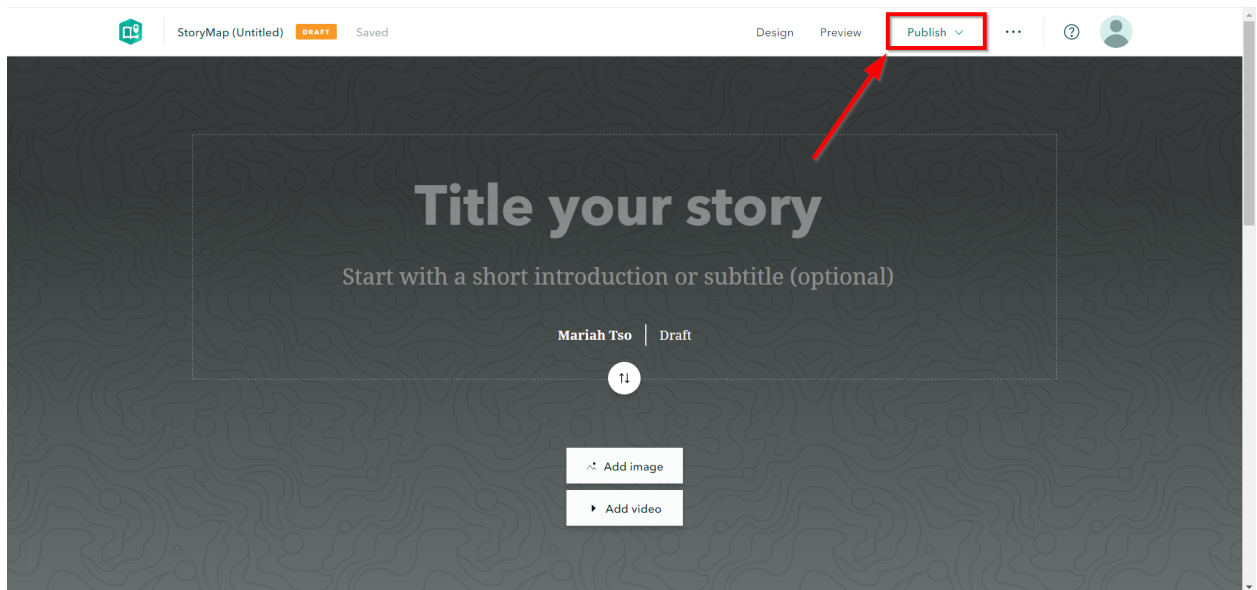 StoryMap (Untitled) DRAFT Saved Design Preview Publish
Title your story
Start with a short introduction or subtitle (optional)
Mariah Tso Draft
Add image
Add video